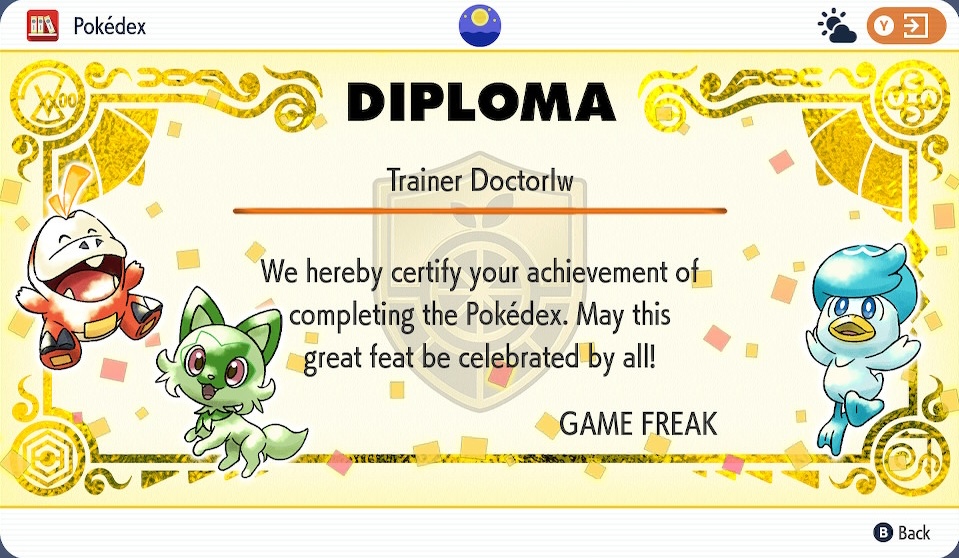 Pokédex
Y
DIPLOMA
Trainer Doctorlw
We hereby certify your achievement of
completing the Pokédex. May this
great feat be celebrated by all!
GAME FREAK
B Back